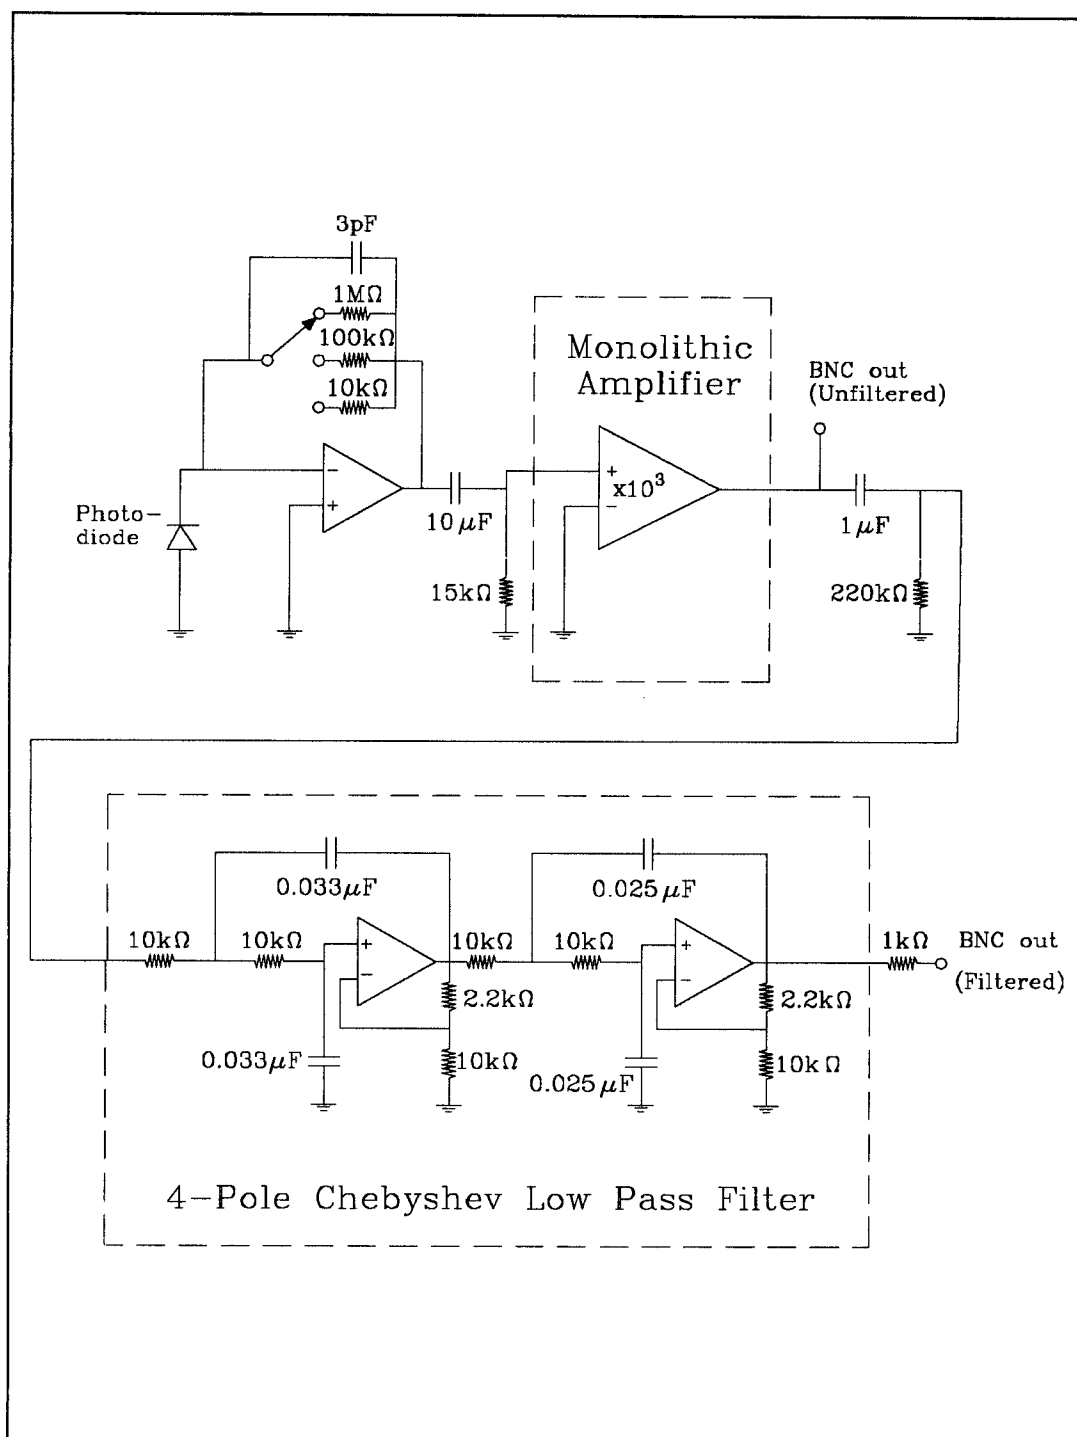 3pF
1MΩ
100kΩ
10kΩ
Monolithic
Amplifier
BNC out
(Unfiltered)
−
+
+
x10³
−
Photo-
diode
10μF
1μF
15kΩ
220kΩ
0.033μF
0.025μF
10kΩ
10kΩ
+
−
10kΩ
10kΩ
+
−
1kΩ
BNC out
(Filtered)
2.2kΩ
2.2kΩ
0.033μF
10kΩ
0.025μF
10kΩ
4-Pole Chebyshev Low Pass Filter